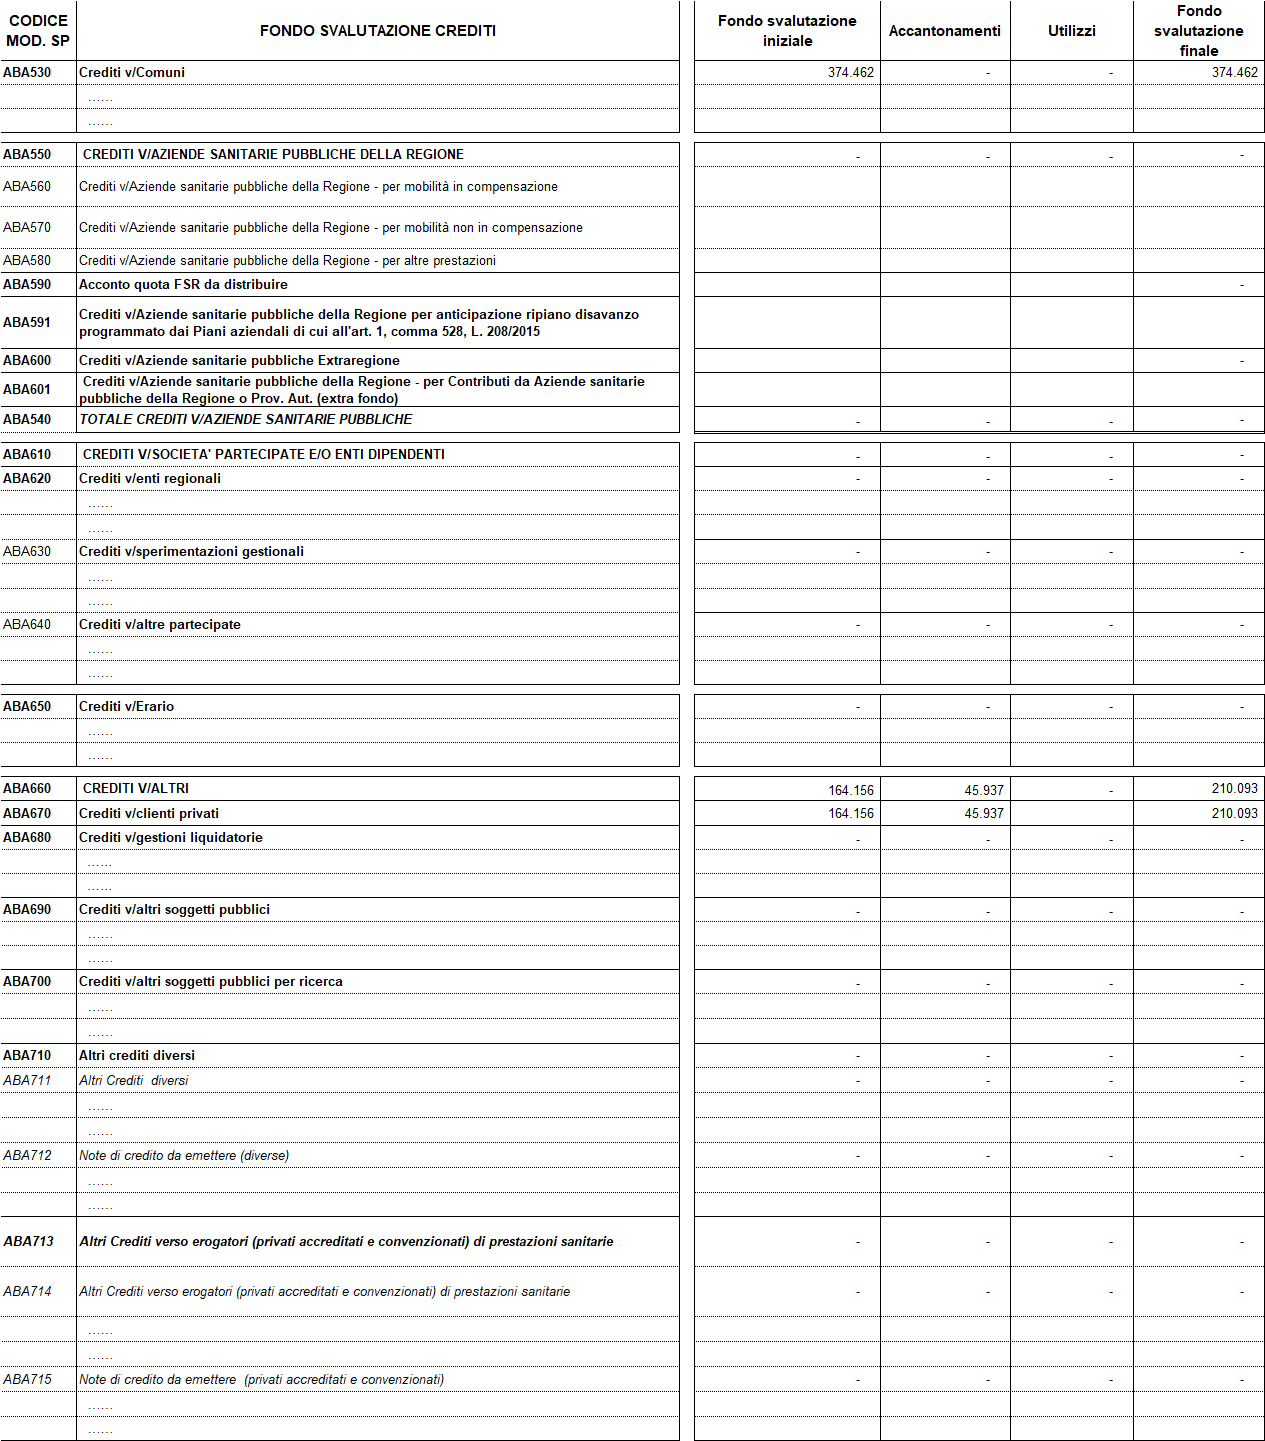 CODICE MOD. SP FONDO SVALUTAZIONE CREDITI Fondo svalutazione iniziale Accantonamenti Utilizzi Fondo svalutazione finale
ABA530 Crediti v/Comuni 374.462 - - 374.462
......
......
ABA550 CREDITI V/AZIENDE SANITARIE PUBBLICHE DELLA REGIONE - - - -
ABA560 Crediti v/Aziende sanitarie pubbliche della Regione - per mobilità in compensazione
ABA570 Crediti v/Aziende sanitarie pubbliche della Regione - per mobilità non in compensazione
ABA580 Crediti v/Aziende sanitarie pubbliche della Regione - per altre prestazioni
ABA590 Acconto quota FSR da distribuire -
ABA591 Crediti v/Aziende sanitarie pubbliche della Regione per anticipazione ripiano disavanzo
programmato dai Piani aziendali di cui all'art. 1, comma 528, L. 208/2015
ABA600 Crediti v/Aziende sanitarie pubbliche Extraregione -
ABA601 Crediti v/Aziende sanitarie pubbliche della Regione - per Contributi da Aziende sanitarie
pubbliche della Regione o Prov. Aut. (extra fondo)
ABA540 TOTALE CREDITI V/AZIENDE SANITARIE PUBBLICHE - - - -
ABA610 CREDITI V/SOCIETA' PARTECIPATE E/O ENTI DIPENDENTI - - - -
ABA620 Crediti v/enti regionali - - - -
......
......
ABA630 Crediti v/sperimentazioni gestionali - - - -
......
......
ABA640 Crediti v/altre partecipate - - - -
......
......
ABA650 Crediti v/Erario - - - -
......
......
ABA660 CREDITI V/ALTRI 164.156 45.937 - 210.093
ABA670 Crediti v/clienti privati 164.156 45.937 210.093
ABA680 Crediti v/gestioni liquidatorie - - - -
......
......
ABA690 Crediti v/altri soggetti pubblici - - - -
......
......
ABA700 Crediti v/altri soggetti pubblici per ricerca - - - -
......
......
ABA710 Altri crediti diversi - - - -
ABA711 Altri Crediti diversi - - - -
......
......
ABA712 Note di credito da emettere (diverse) - - - -
......
......
ABA713 Altri Crediti verso erogatori (privati accreditati e convenzionati) di prestazioni sanitarie - - - -
ABA714 Altri Crediti verso erogatori (privati accreditati e convenzionati) di prestazioni sanitarie - - - -
......
......
ABA715 Note di credito da emettere (privati accreditati e convenzionati) - - - -
......
......